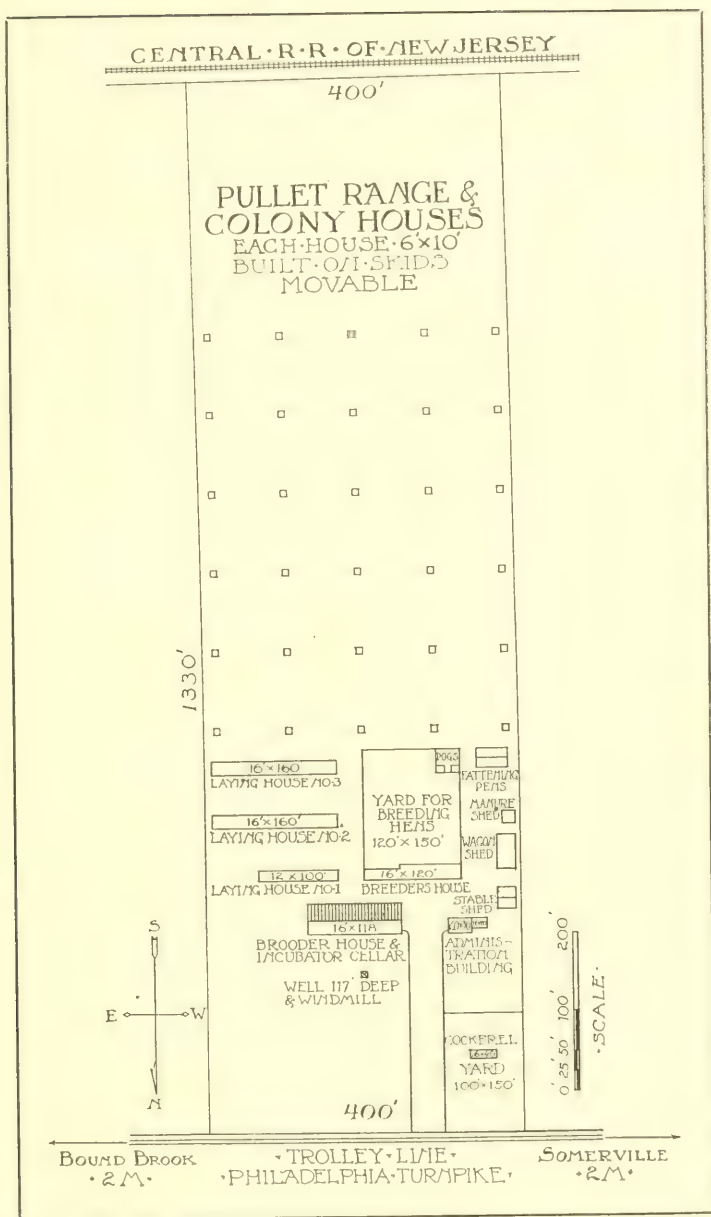 CENTRAL·R·R·OF·NEW JERSEY
400'
PULLET RANGE &
COLONY HOUSES
EACH·HOUSE·6'×10'
BUILT·ON·SKIDS
MOVABLE
1330'
16'×160
LAYING HOUSE NO·3
16'×160'
LAYING HOUSE NO·2
12'×100'
LAYING HOUSE NO·1
DOGS
YARD FOR
BREEDING
HENS
120'×150'
16'×120'
BREEDERS HOUSE
FATTENING
PENS
MANURE
SHED
WAGON
SHED
STABLE
SHED
16'×118
BROODER HOUSE &
INCUBATOR CELLAR
ADMINIS-
TRATION
BUILDING
WELL 117' DEEP
& WINDMILL
COCKEREL
YARD
100'×150'
S
E
W
N
0' 25' 50' 100' 200'
·SCALE·
400'
BOUND BROOK
·2 M.·
·TROLLEY·LINE·
·PHILADELPHIA·TURNPIKE·
SOMERVILLE
·2 M·